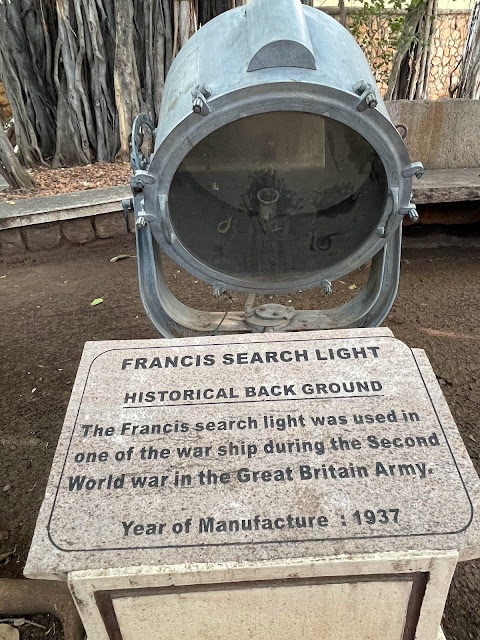 FRANCIS SEARCH LIGHT
HISTORICAL BACK GROUND
The Francis search light was used in
one of the war ship during the Second
World war in the Great Britain Army.
Year of Manufacture : 1937